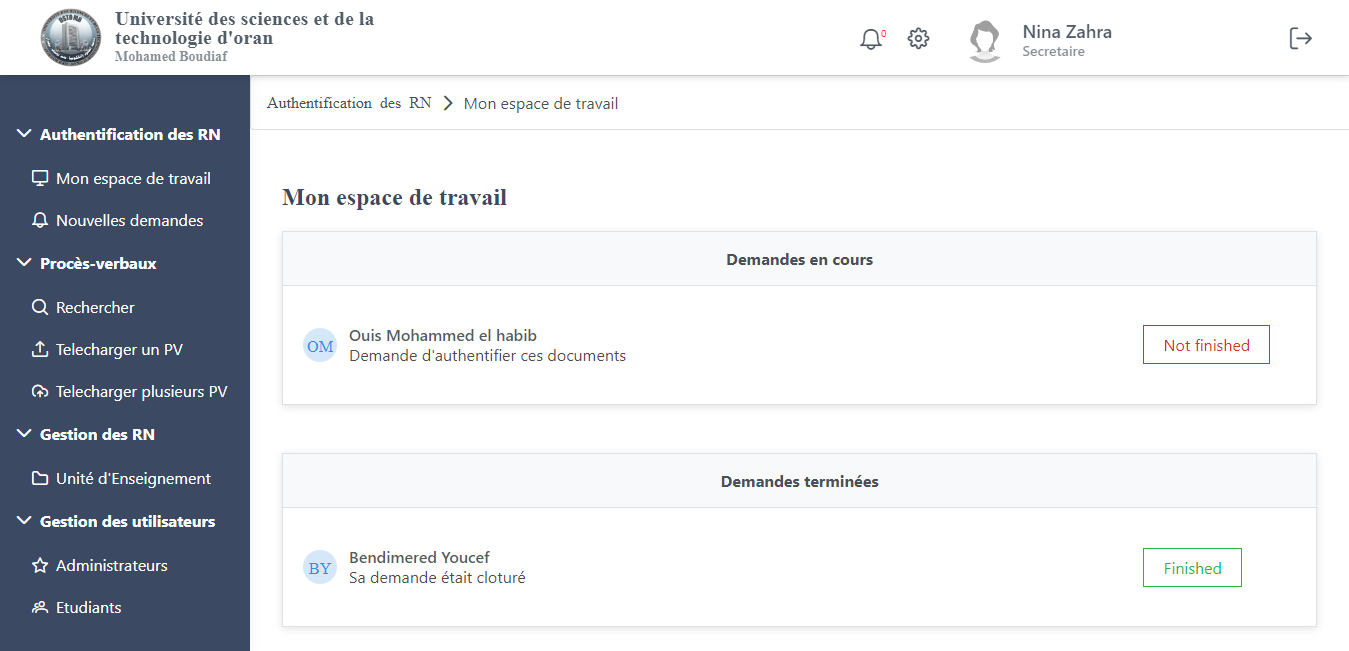 Université des sciences et de la
technologie d'oran
Mohamed Boudiaf
0
Nina Zahra
Secretaire
Authentification des RN
Mon espace de travail
Nouvelles demandes
Procès-verbaux
Rechercher
Telecharger un PV
Telecharger plusieurs PV
Gestion des RN
Unité d'Enseignement
Gestion des utilisateurs
Administrateurs
Etudiants
Authentification des RN > Mon espace de travail
Mon espace de travail
Demandes en cours
OM
Ouis Mohammed el habib
Demande d'authentifier ces documents
Not finished
Demandes terminées
BY
Bendimered Youcef
Sa demande était cloturé
Finished